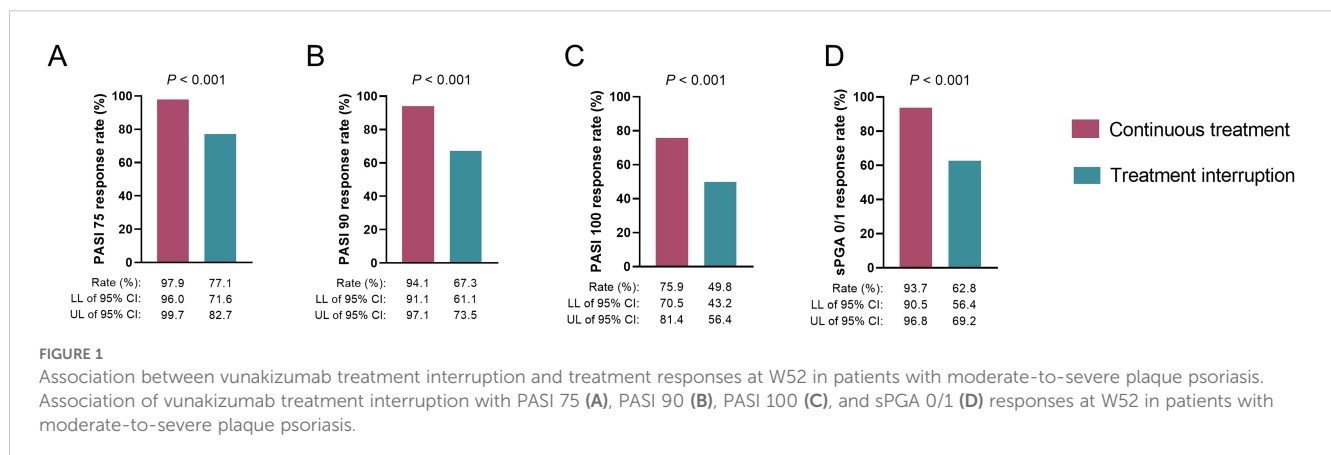 A
P < 0.001
PASI 75 response rate (%)
100
80
60
40
20
0
Rate (%): 97.9 77.1
LL of 95% CI: 96.0 71.6
UL of 95% CI: 99.7 82.7
B
P < 0.001
PASI 90 response rate (%)
100
80
60
40
20
0
Rate (%): 94.1 67.3
LL of 95% CI: 91.1 61.1
UL of 95% CI: 97.1 73.5
C
P < 0.001
PASI 100 response rate (%)
100
80
60
40
20
0
Rate (%): 75.9 49.8
LL of 95% CI: 70.5 43.2
UL of 95% CI: 81.4 56.4
D
P < 0.001
sPGA 0/1 response rate (%)
100
80
60
40
20
0
Rate (%): 93.7 62.8
LL of 95% CI: 90.5 56.4
UL of 95% CI: 96.8 69.2
Continuous treatment
Treatment interruption
FIGURE 1
Association between vunakizumab treatment interruption and treatment responses at W52 in patients with moderate-to-severe plaque psoriasis.
Association of vunakizumab treatment interruption with PASI 75 (A), PASI 90 (B), PASI 100 (C), and sPGA 0/1 (D) responses at W52 in patients with
moderate-to-severe plaque psoriasis.